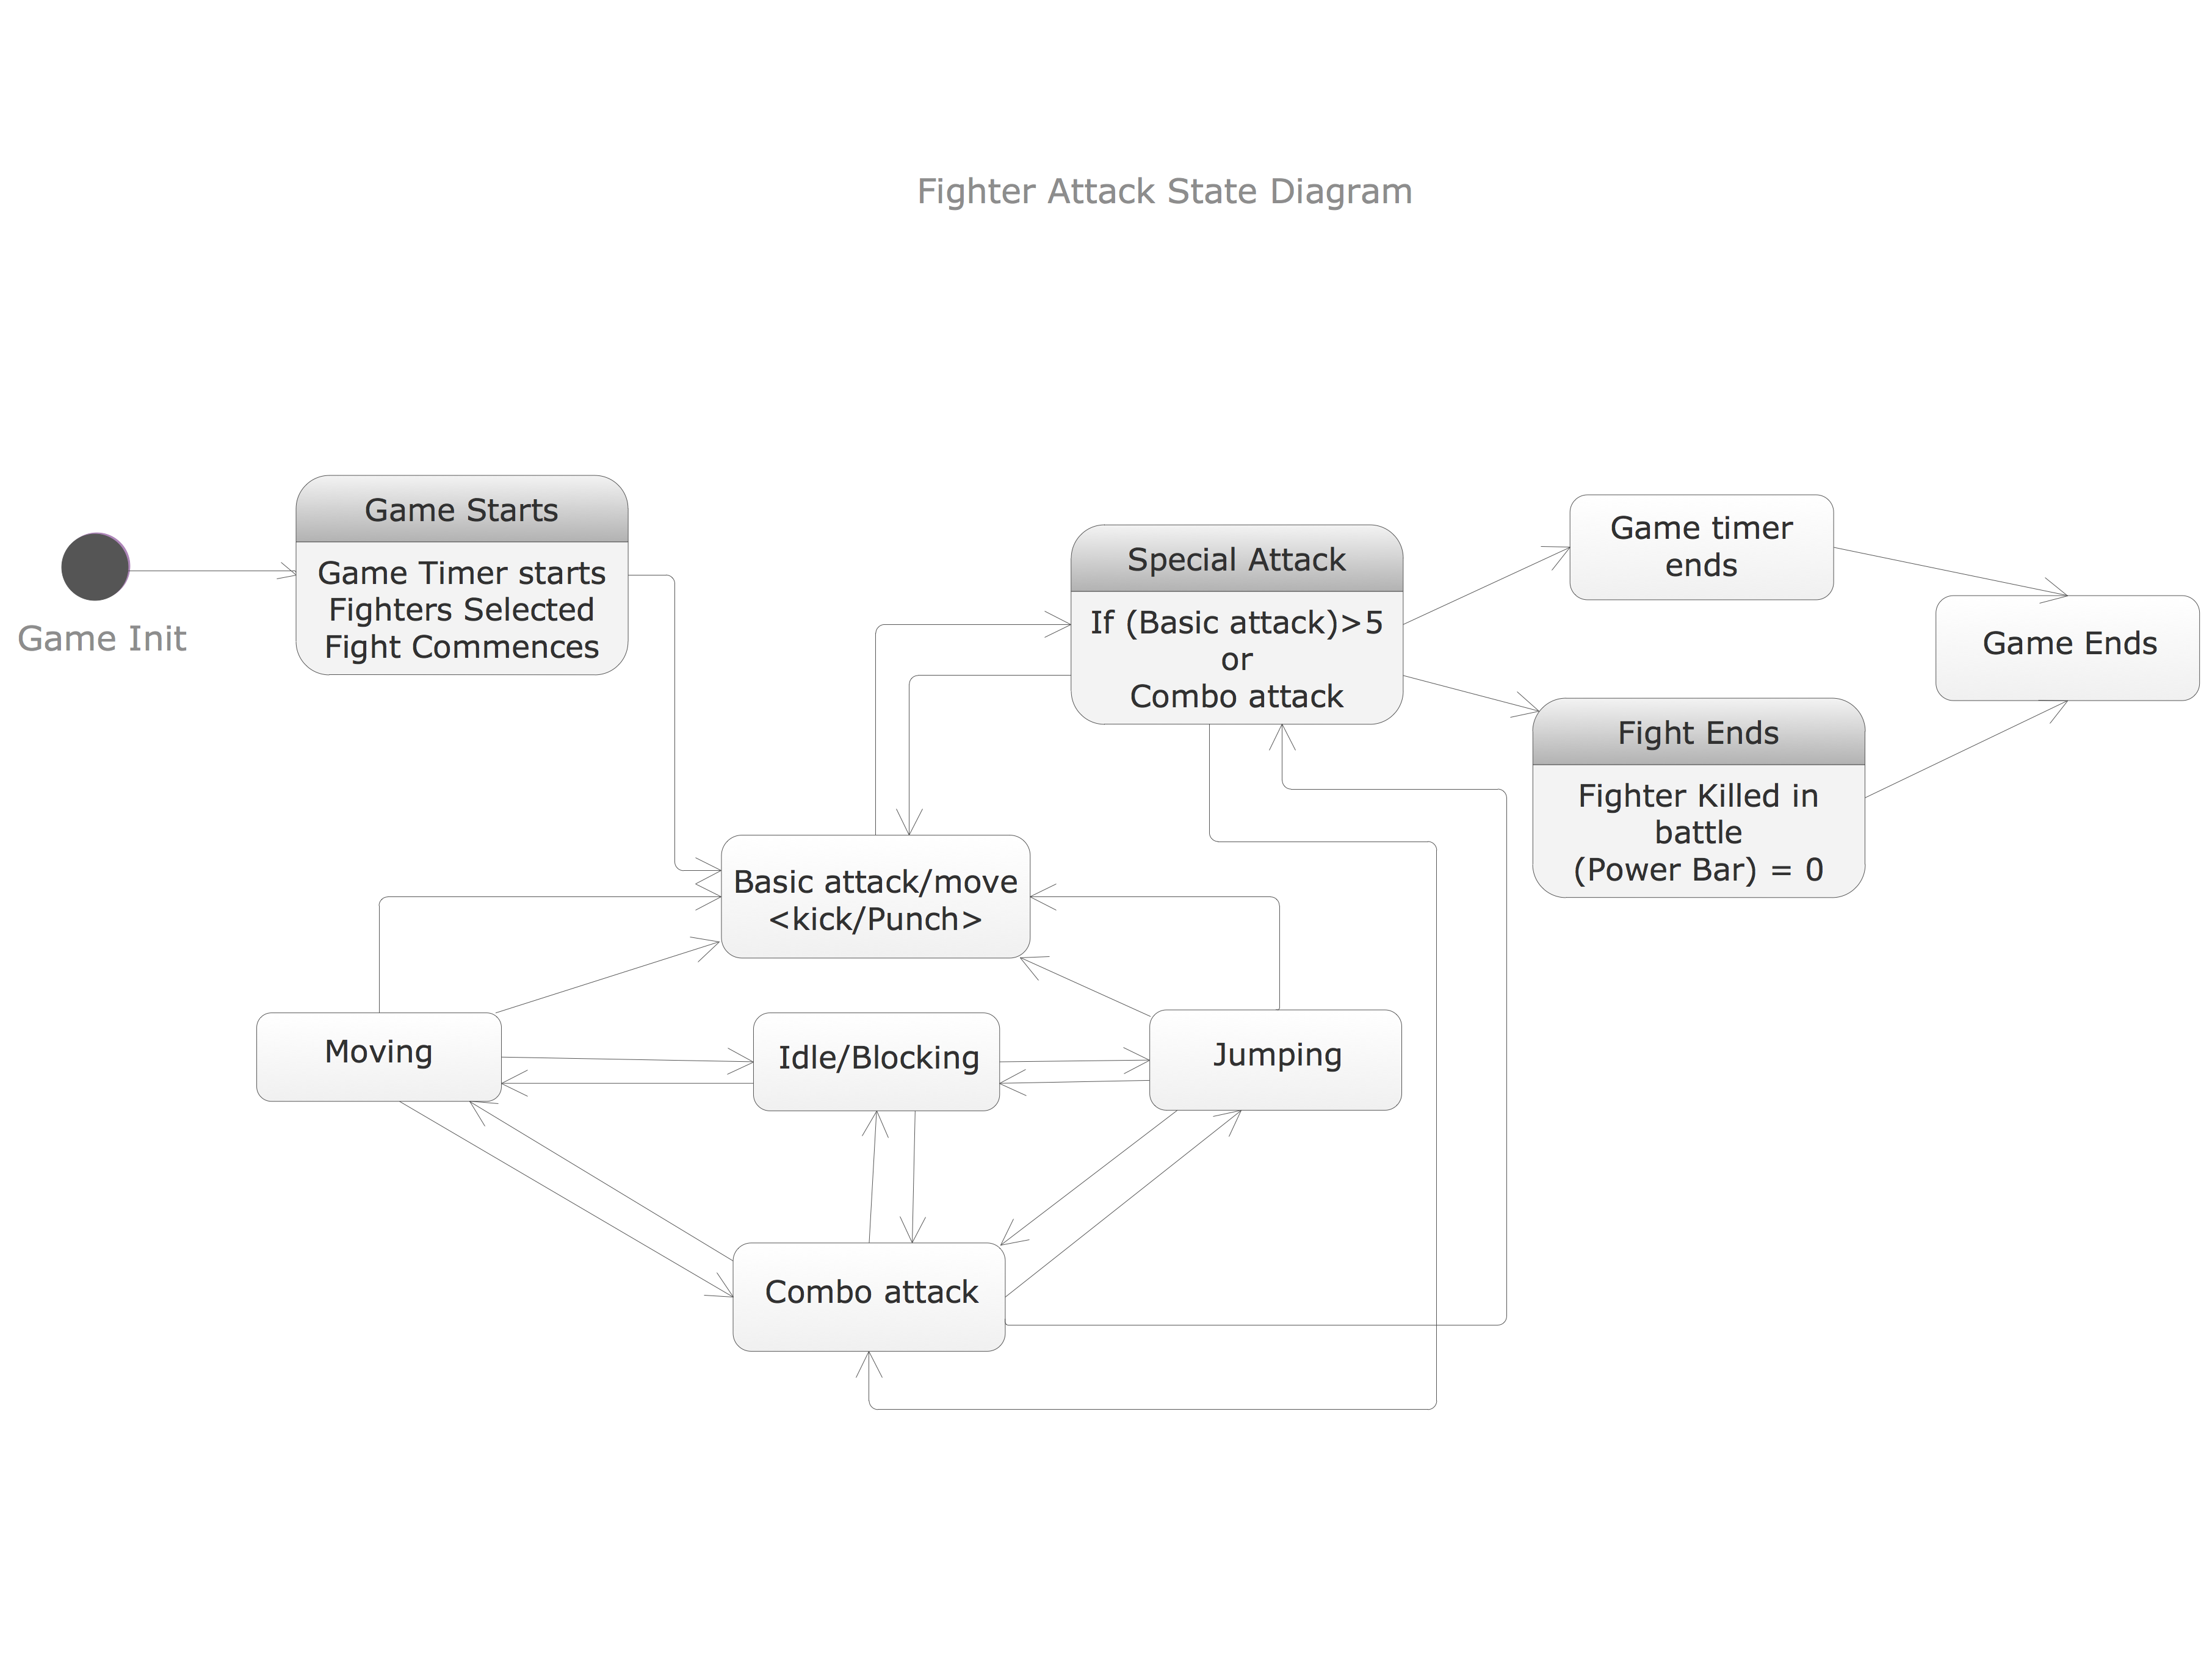 Fighter Attack State Diagram
Game Init
Game Starts
Game Timer starts
Fighters Selected
Fight Commences
Special Attack
If (Basic attack)>5
or
Combo attack
Game timer
ends
Game Ends
Fight Ends
Fighter Killed in
battle
(Power Bar) = 0
Basic attack/move
<kick/Punch>
Moving
Idle/Blocking
Jumping
Combo attack